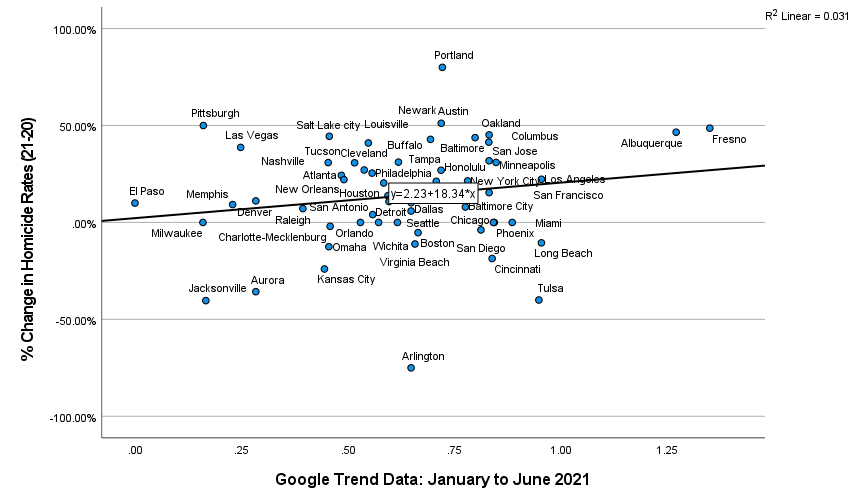 R2 Linear = 0.031
100.00%
Portland
50.00%
Pittsburgh
Las Vegas
Salt Lake city
Louisville
Newark
Austin
Oakland
Columbus
Albuquerque
Fresno
Buffalo
Baltimore
San Jose
Nashville
Tucson
Cleveland
Tampa
Honolulu
Minneapolis
Atlanta
Philadelphia
New York City
Los Angeles
El Paso
Memphis
New Orleans
Houston
y=2.23+18.34*x
San Francisco
Denver
San Antonio
Detroit
Dallas
Baltimore City
.00%
Raleigh
Seattle
Chicago
Miami
Milwaukee
Charlotte-Mecklenburg
Orlando
Phoenix
Omaha
Wichita
Boston
San Diego
Long Beach
Virginia Beach
Cincinnati
Kansas City
Jacksonville
Aurora
Tulsa
-50.00%
Arlington
-100.00%
% Change in Homicide Rates (21-20)
.00
.25
.50
.75
1.00
1.25
Google Trend Data: January to June 2021